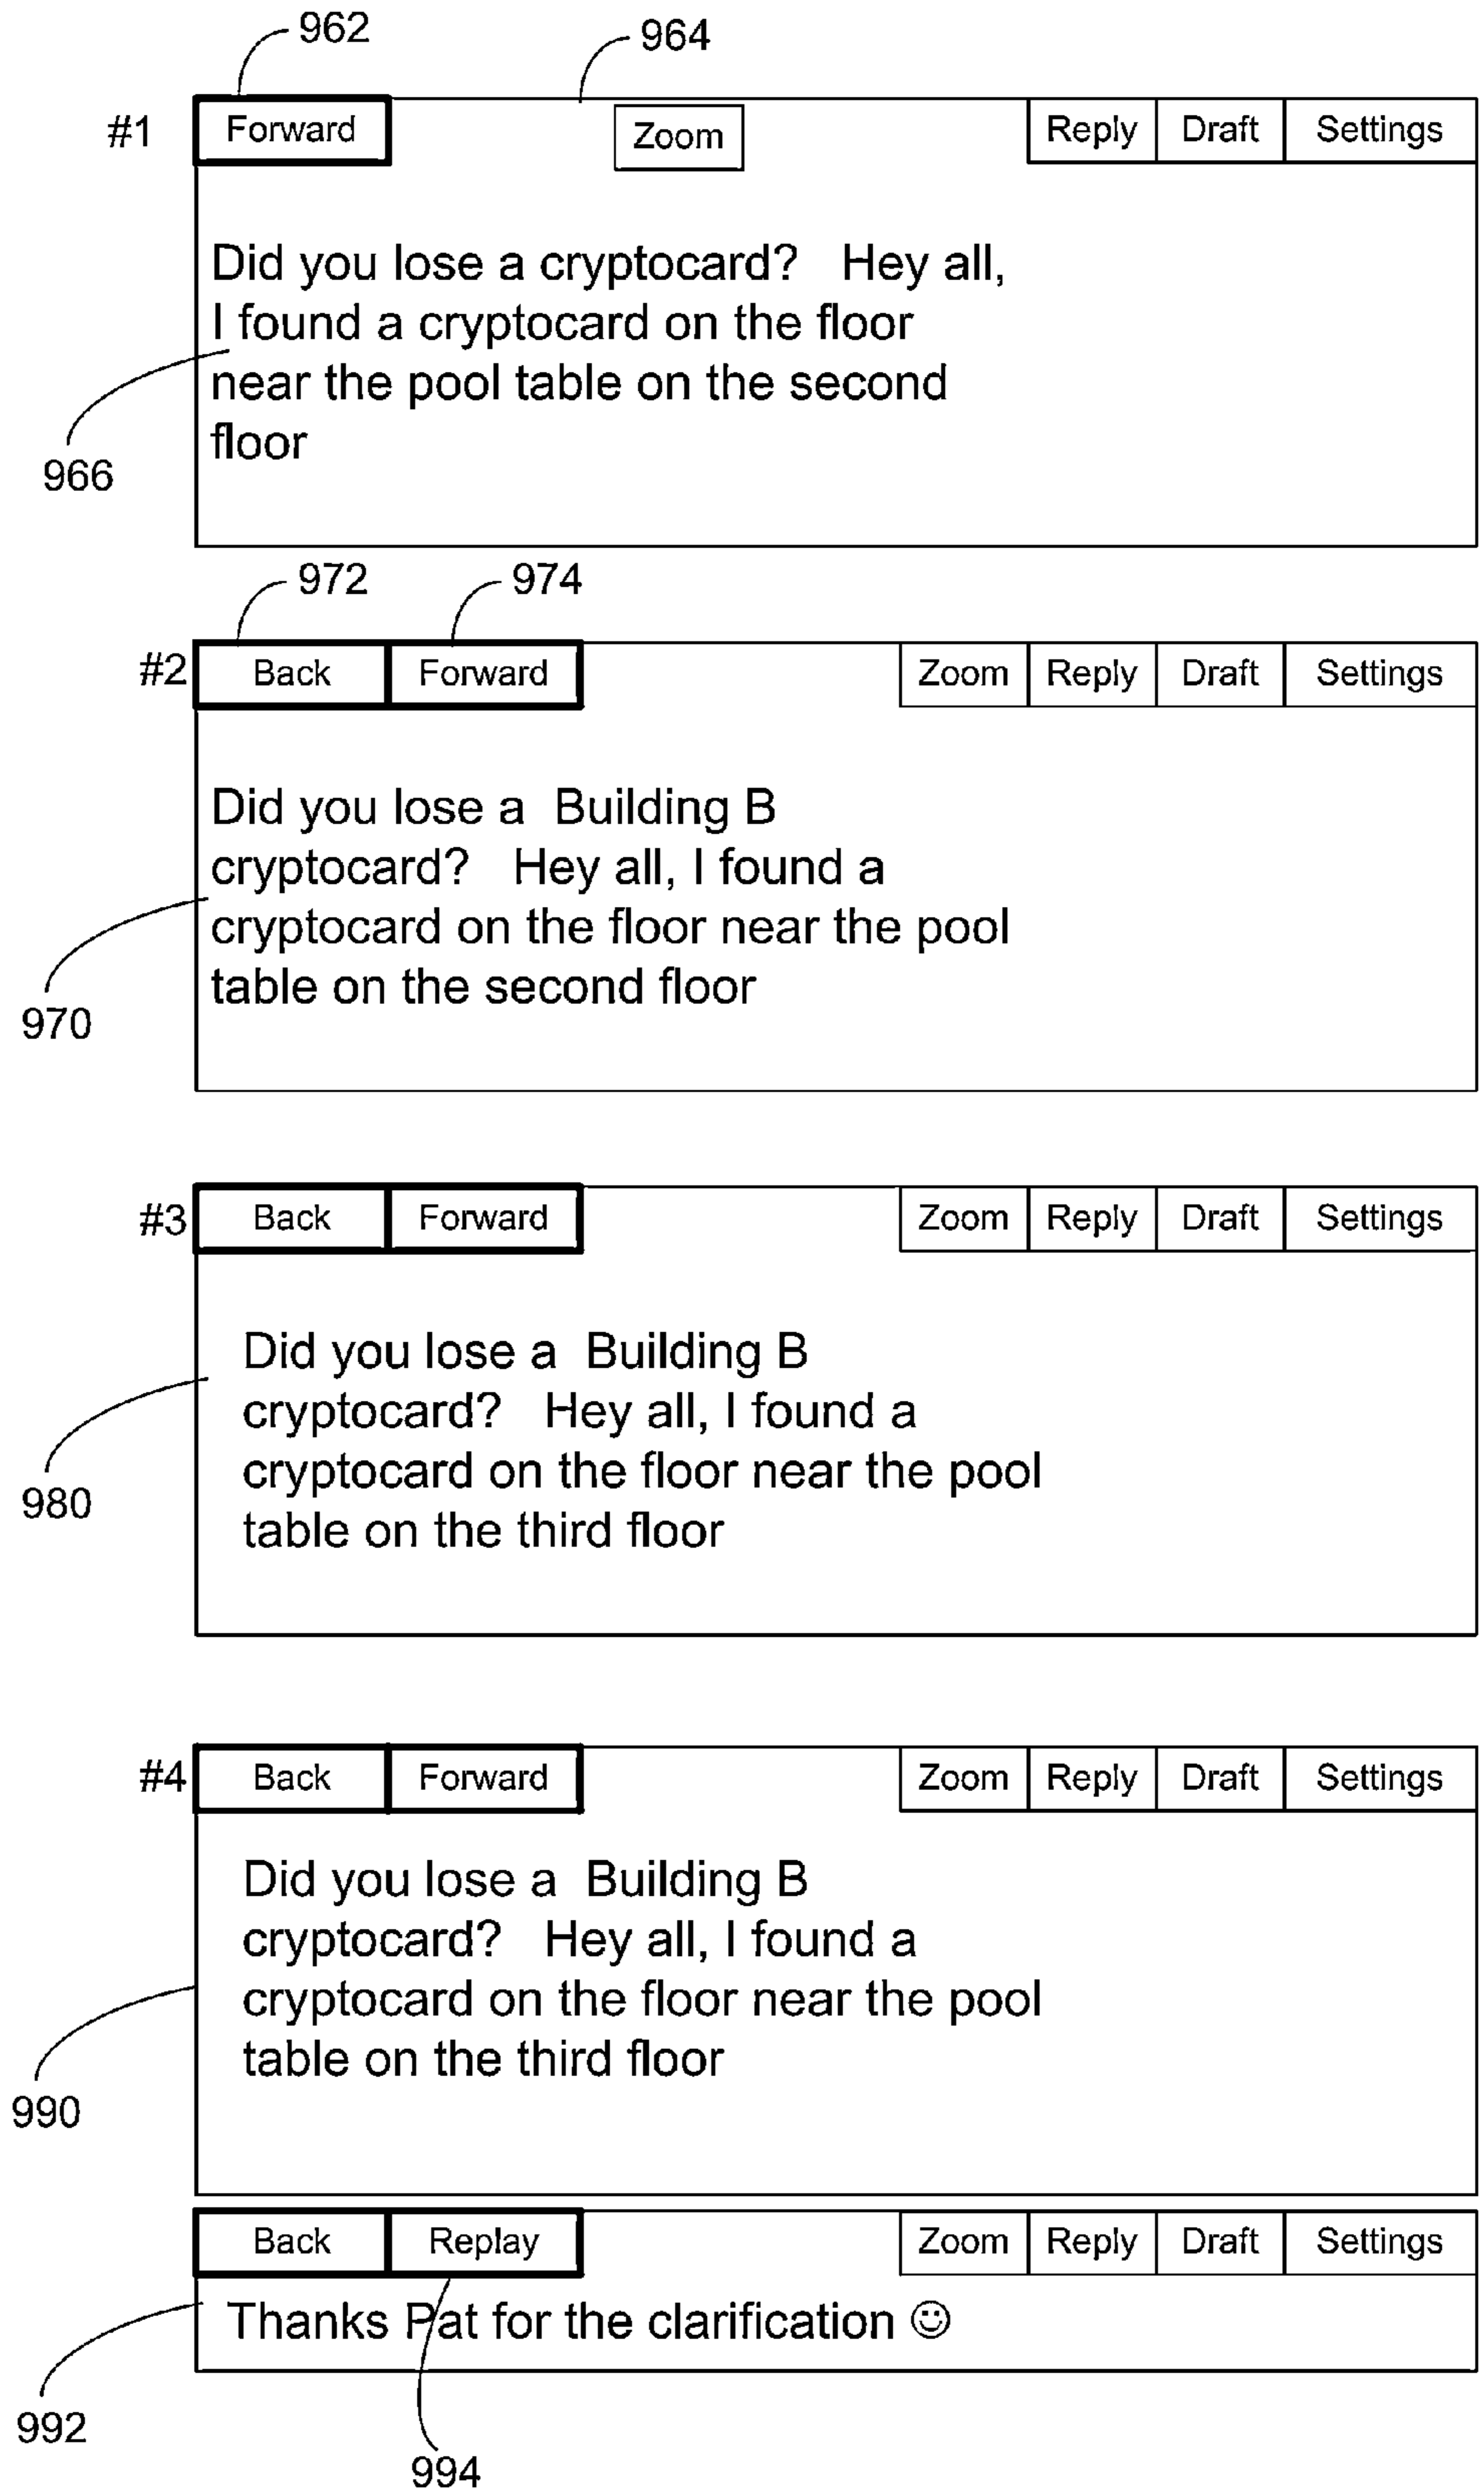 962
964
#1 Forward Zoom Reply Draft Settings
Did you lose a cryptocard? Hey all,
I found a cryptocard on the floor
near the pool table on the second
floor
966
972 974
#2 Back Forward Zoom Reply Draft Settings
Did you lose a Building B
cryptocard? Hey all, I found a
cryptocard on the floor near the pool
table on the second floor
970
#3 Back Forward Zoom Reply Draft Settings
Did you lose a Building B
cryptocard? Hey all, I found a
cryptocard on the floor near the pool
table on the third floor
980
#4 Back Forward Zoom Reply Draft Settings
Did you lose a Building B
cryptocard? Hey all, I found a
cryptocard on the floor near the pool
table on the third floor
990
Back Replay Zoom Reply Draft Settings
Thanks Pat for the clarification ☺
992
994